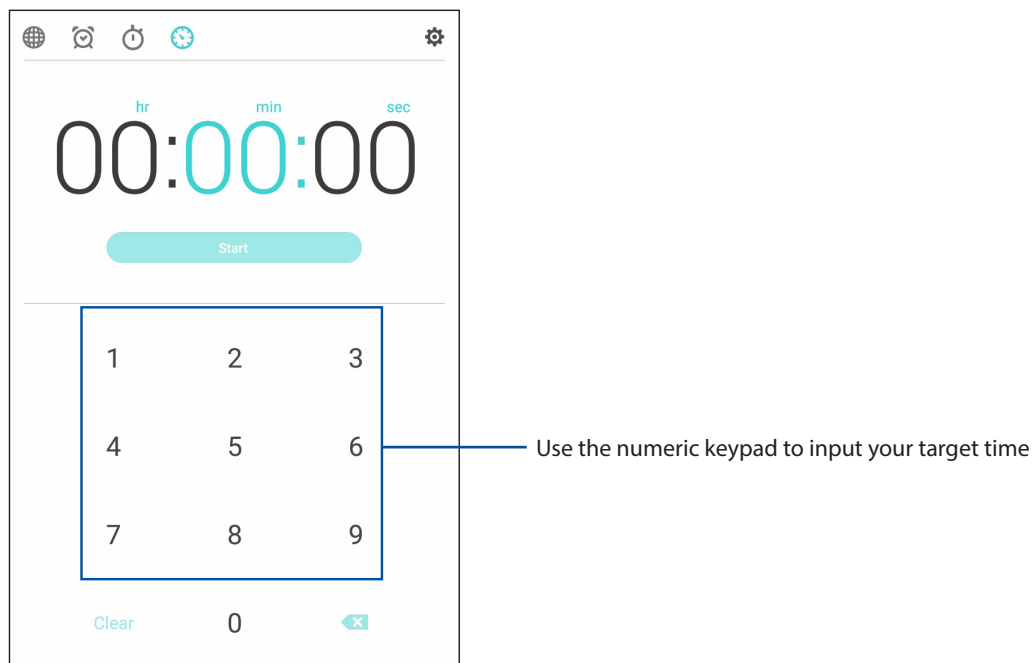 hr min sec
00:00:00
Start
1 2 3
4 5 6
Use the numeric keypad to input your target time
7 8 9
Clear 0